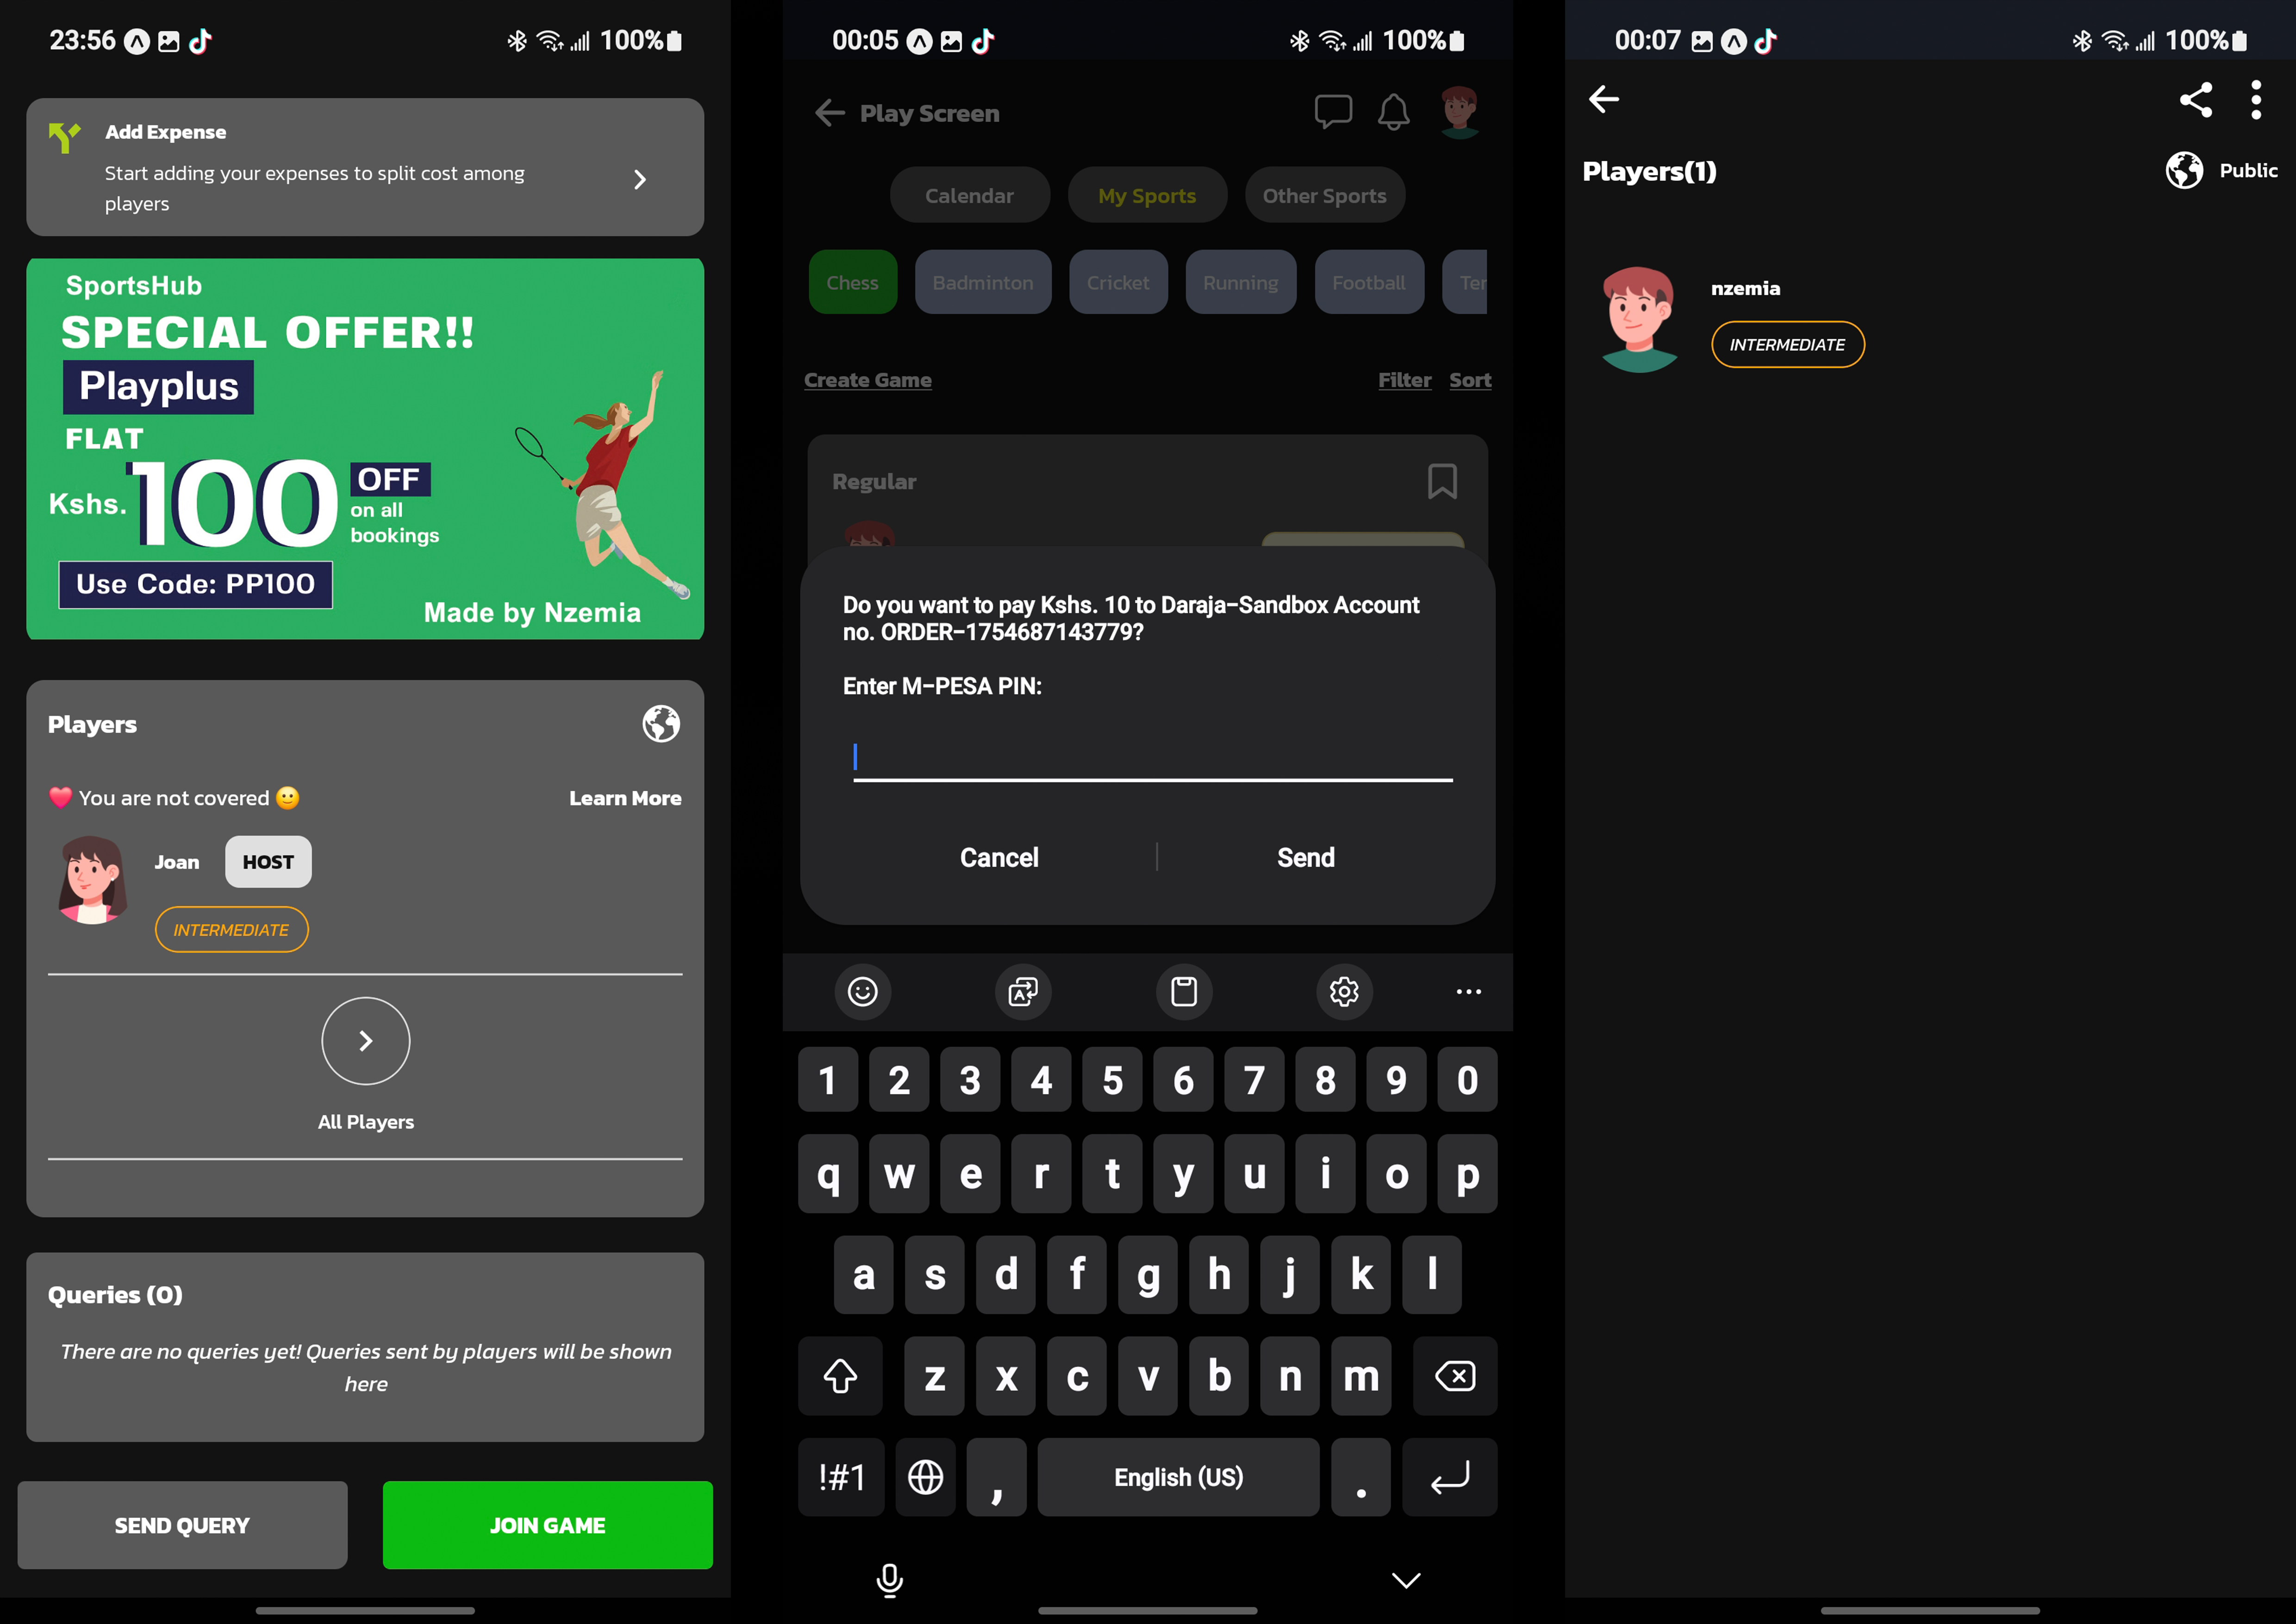 23:56
100%
Add Expense
Start adding your expenses to split cost among
players
SportsHub
SPECIAL OFFER!!
Playplus
FLAT
Kshs. 100 OFF
on all
bookings
Use Code: PP100
Made by Nzemia
Players
You are not covered
Learn More
Joan
HOST
INTERMEDIATE
All Players
Queries (0)
There are no queries yet! Queries sent by players will be shown
here
SEND QUERY
JOIN GAME
00:05
100%
Play Screen
Calendar
My Sports
Other Sports
Chess
Badminton
Cricket
Running
Football
Ter
Create Game
Filter
Sort
Regular
Do you want to pay Kshs. 10 to Daraja-Sandbox Account
no. ORDER-1754687143779?
Enter M-PESA PIN:
Cancel
Send
1 2 3 4 5 6 7 8 9 0
q w e r t y u i o p
a s d f g h j k l
z x c v b n m
!#1 , English (US) .
00:07
100%
Players(1)
Public
nzemia
INTERMEDIATE